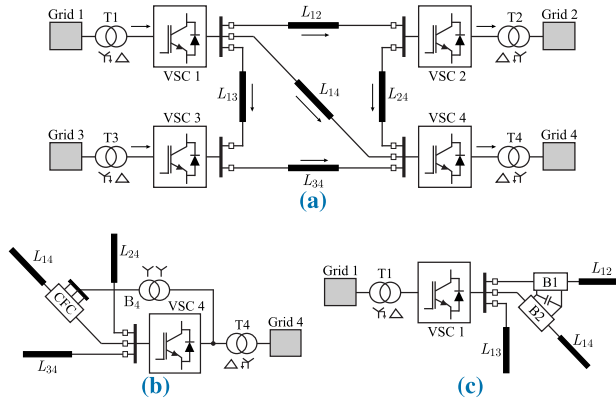 Grid 1 T1 VSC 1 L12 VSC 2 T2 Grid 2
L13 L14 L24
Grid 3 T3 VSC 3 L34 VSC 4 T4 Grid 4
(a)
L14 CFC L24 B4 VSC 4 T4 Grid 4
L34
(b)
Grid 1 T1 VSC 1 B1 L12
B2 L14
L13
(c)